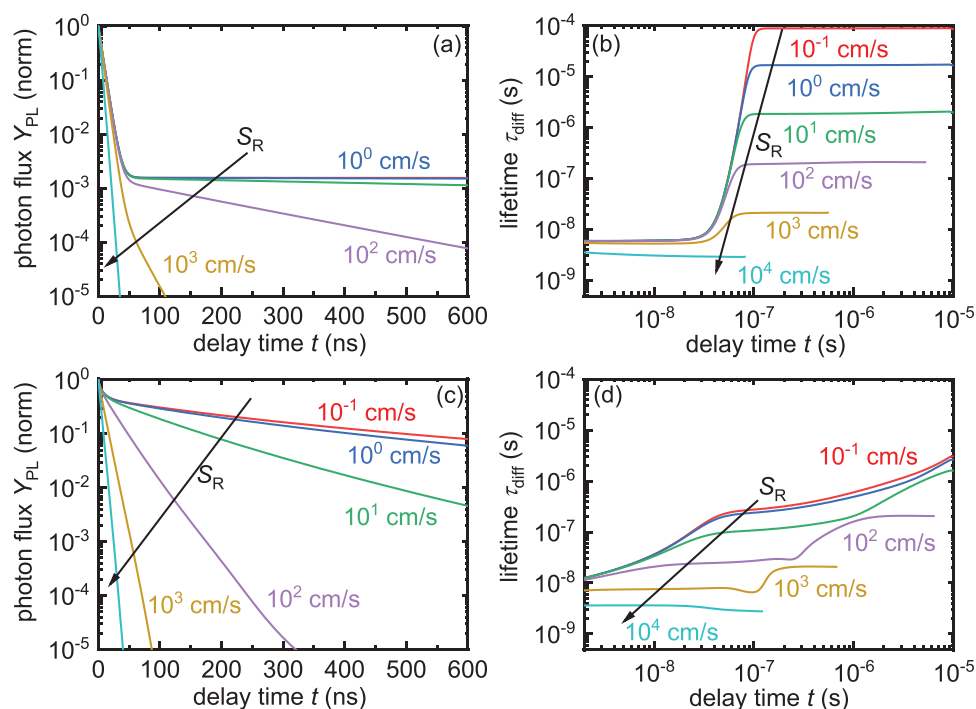 (a)
photon flux Y_PL (norm)
10^0
10^-1
10^-2
10^-3
10^-4
10^-5
S_R
10^0 cm/s
10^2 cm/s
10^3 cm/s
0 100 200 300 400 500 600
delay time t (ns)
(b)
lifetime τ_diff (s)
10^-4
10^-5
10^-6
10^-7
10^-8
10^-9
10^-1 cm/s
10^0 cm/s
10^1 cm/s
S_R
10^2 cm/s
10^3 cm/s
10^4 cm/s
10^-8 10^-7 10^-6 10^-5
delay time t (s)
(c)
photon flux Y_PL (norm)
10^0
10^-1
10^-2
10^-3
10^-4
10^-5
10^-1 cm/s
10^0 cm/s
S_R
10^1 cm/s
10^2 cm/s
10^3 cm/s
0 100 200 300 400 500 600
delay time t (ns)
(d)
lifetime τ_diff (s)
10^-4
10^-5
10^-6
10^-7
10^-8
10^-9
10^-1 cm/s
S_R
10^2 cm/s
10^3 cm/s
10^4 cm/s
10^-8 10^-7 10^-6 10^-5
delay time t (s)